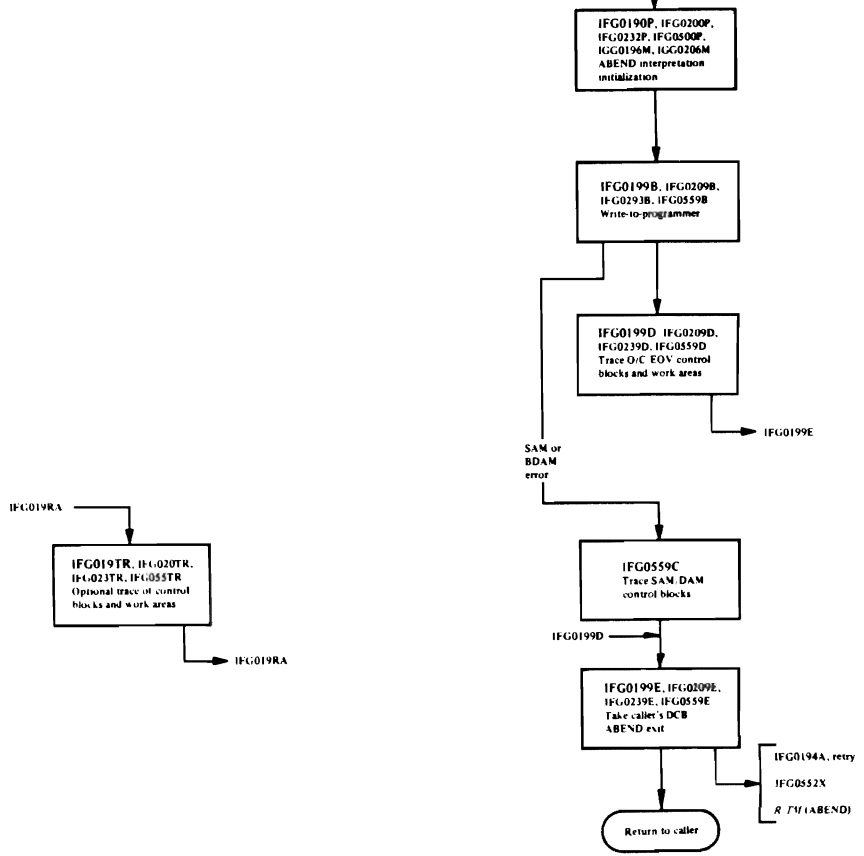 IFG0190P, IFG0200P,
IFG0232P, IFG0500P,
IGG0196M, IGG0206M
ABEND interpretation
initialization
IFG0199B, IFG0209B,
IFG0293B, IFG0559B
Write-to-programmer
IFG0199D IFG0209D,
IFG0239D, IFG0559D
Trace O/C EOV control
blocks and work areas
IFG0199E
SAM or
BDAM
error
IFG019RA
IFG019TR, IFG020TR,
IFG023TR, IFG055TR
Optional trace of control
blocks and work areas
IFG019RA
IFG0559C
Trace SAM/DAM
control blocks
IFG0199D
IFG0199E, IFG0209E,
IFG0239E, IFG0559E
Take caller's DCB
ABEND exit
IFG0194A, retry
IFG0552X
R TM (ABEND)
Return to caller